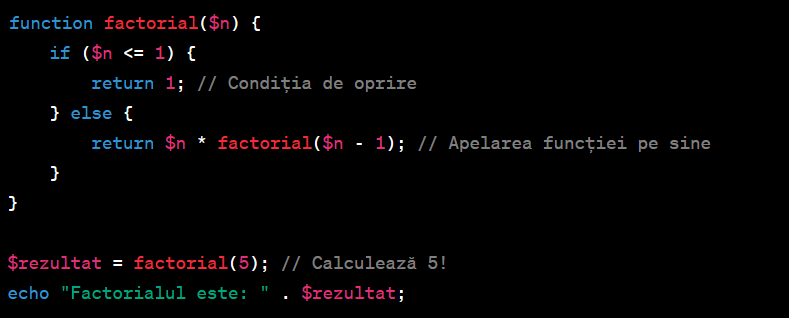 function factorial($n) {
    if ($n <= 1) {
        return 1; // Condiția de oprire
    } else {
        return $n * factorial($n - 1); // Apelarea funcției pe sine
    }
}

$rezultat = factorial(5); // Calculează 5!
echo "Factorialul este: " . $rezultat;